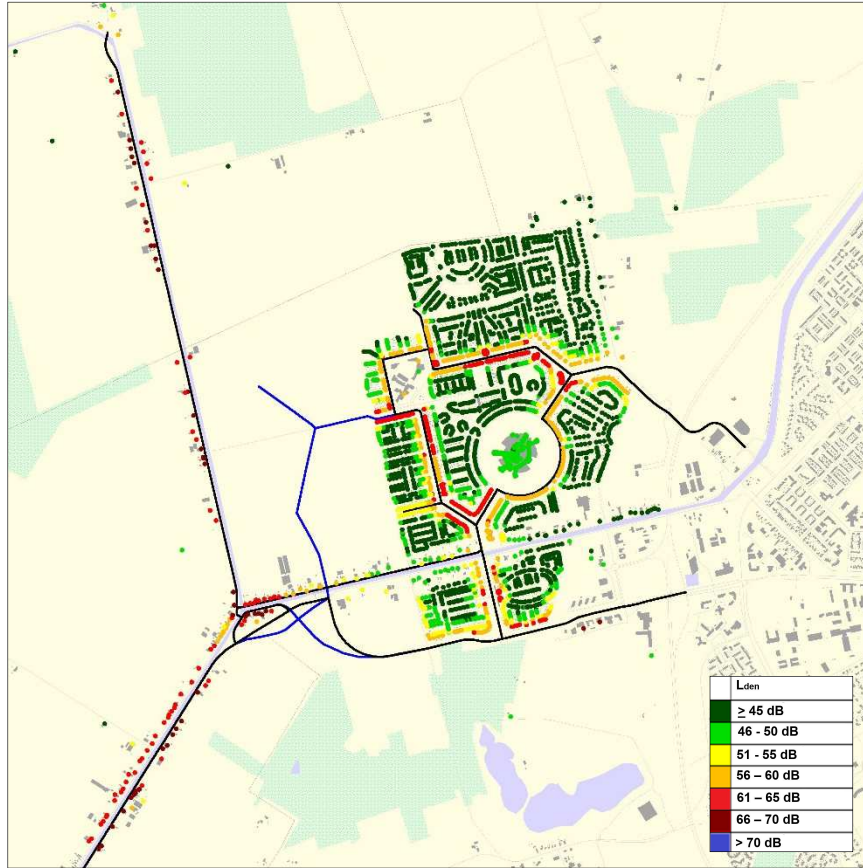 Lden
≥ 45 dB
46 - 50 dB
51 - 55 dB
56 – 60 dB
61 – 65 dB
66 – 70 dB
> 70 dB